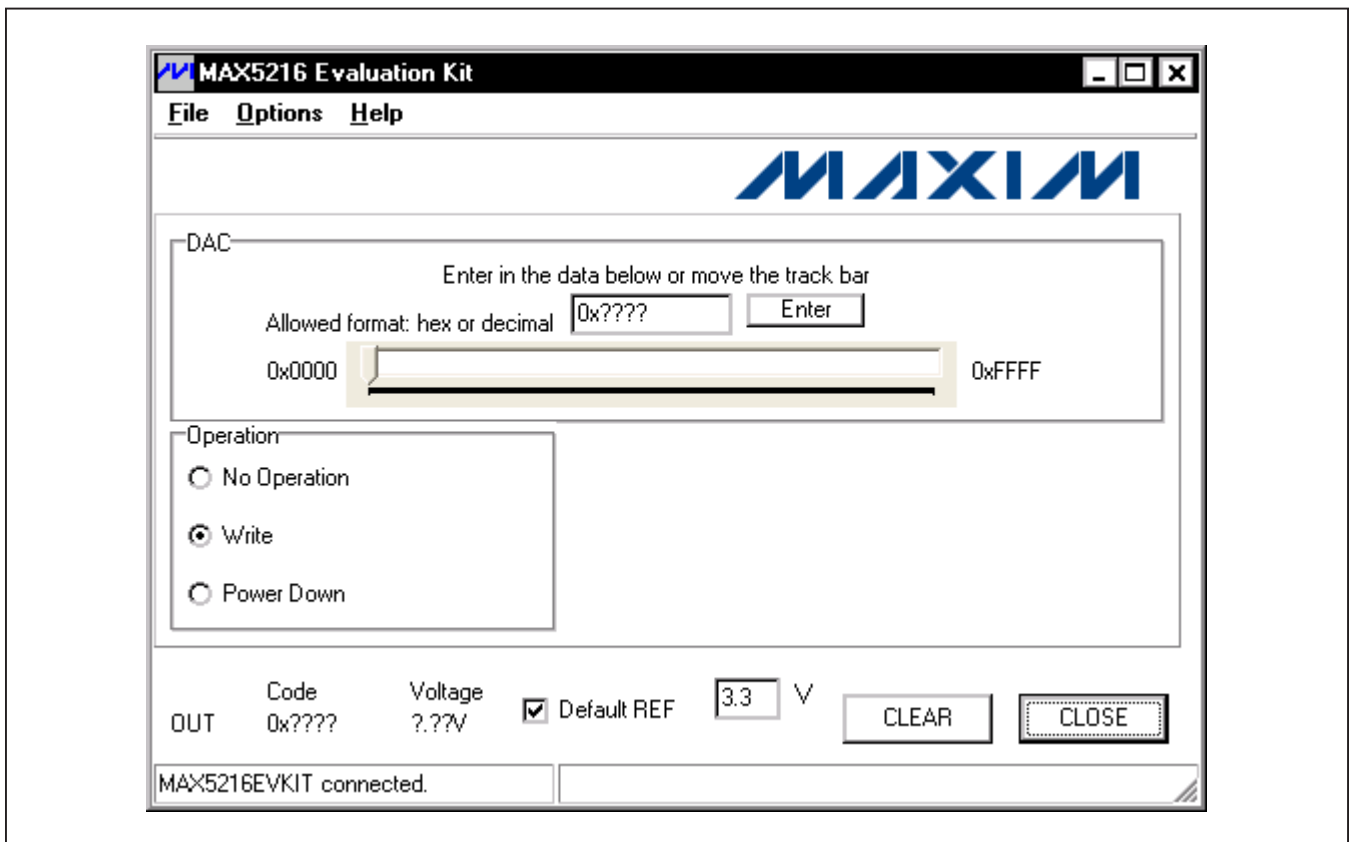 MAX5216 Evaluation Kit
File Options Help
MAXIM
DAC
Enter in the data below or move the track bar
Allowed format: hex or decimal 0x???? Enter
0x0000 0xFFFF
Operation
No Operation
Write
Power Down
Code Voltage
OUT 0x???? ?.??V Default REF 3.3 V CLEAR CLOSE
MAX5216EVKIT connected.